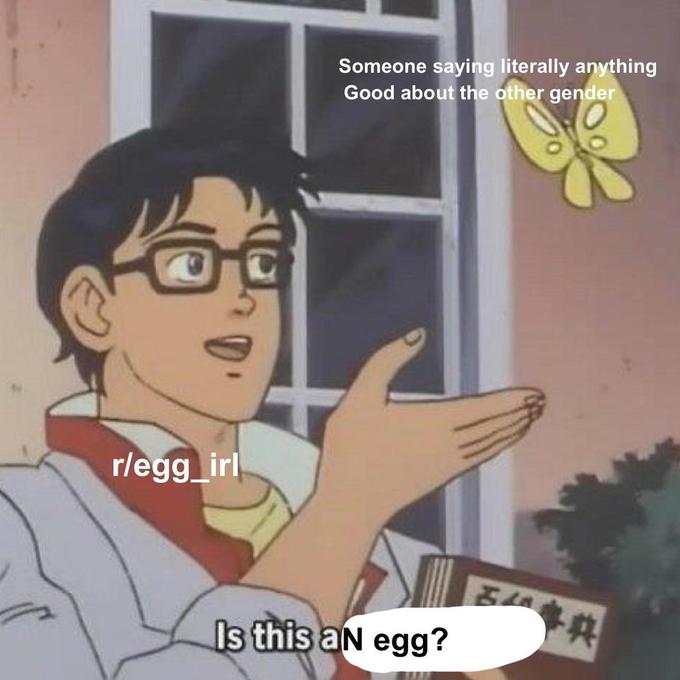 Someone saying literally anything
Good about the other gender
r/egg_irl
Is this aN egg?